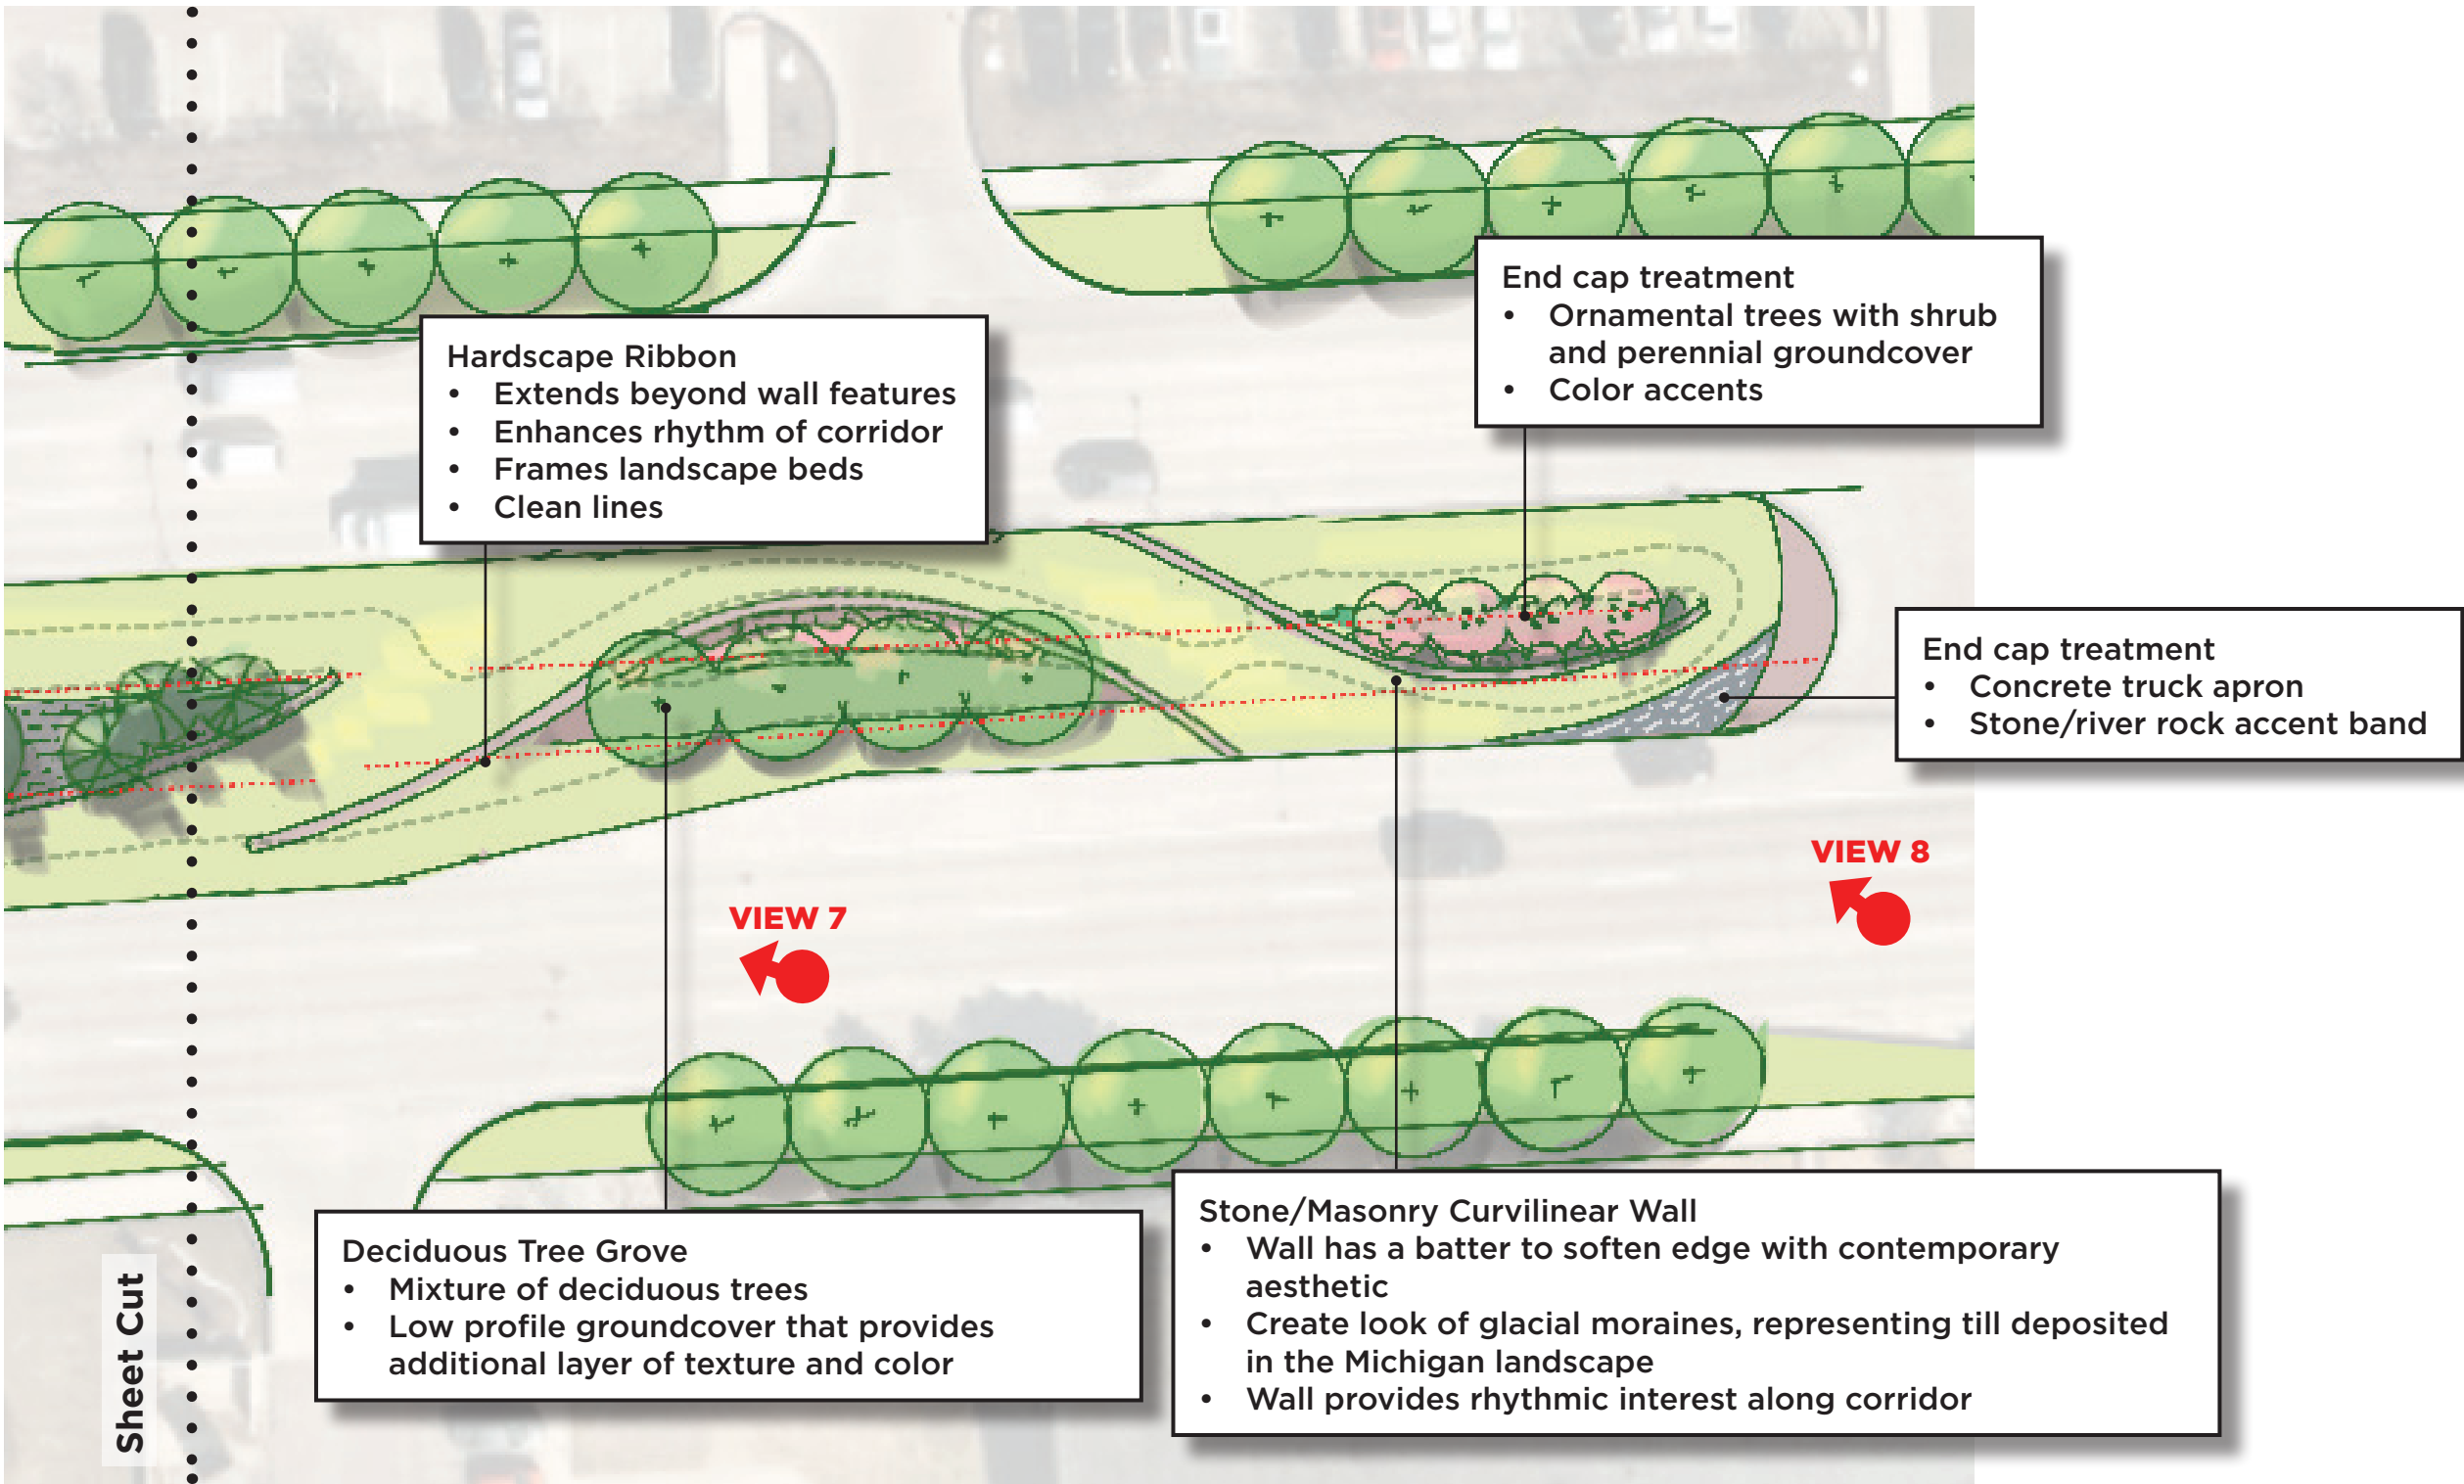 End cap treatment
• Ornamental trees with shrub
and perennial groundcover
• Color accents
Hardscape Ribbon
• Extends beyond wall features
• Enhances rhythm of corridor
• Frames landscape beds
• Clean lines
End cap treatment
• Concrete truck apron
• Stone/river rock accent band
VIEW 8
VIEW 7
Stone/Masonry Curvilinear Wall
• Wall has a batter to soften edge with contemporary
aesthetic
• Create look of glacial moraines, representing till deposited
in the Michigan landscape
• Wall provides rhythmic interest along corridor
Deciduous Tree Grove
• Mixture of deciduous trees
• Low profile groundcover that provides
additional layer of texture and color
Sheet Cut